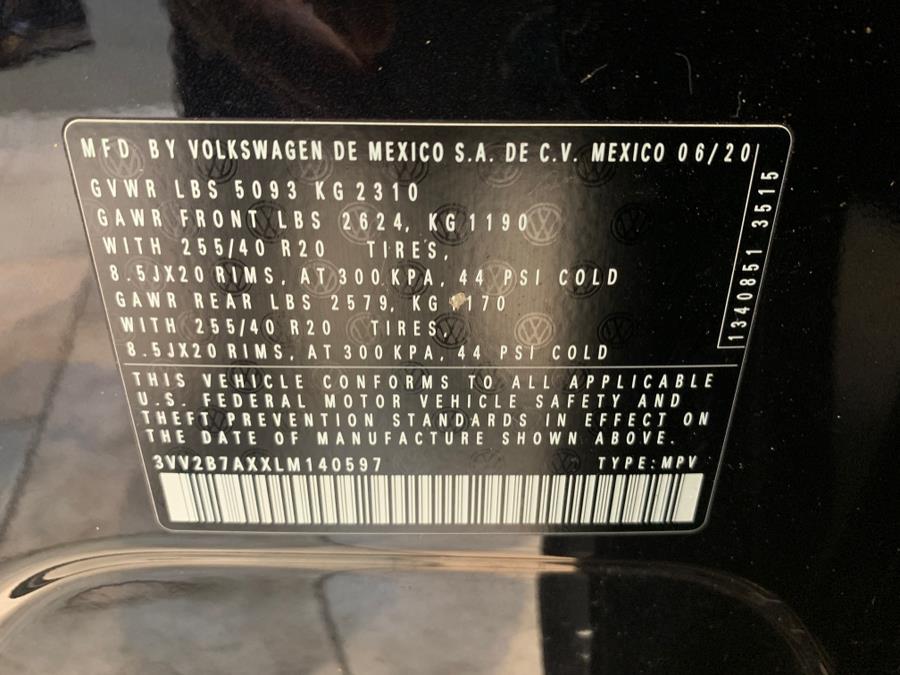 MFD BY VOLKSWAGEN DE MEXICO S.A. DE C.V. MEXICO 06/20
GVWR LBS 5093 KG 2310
GAWR FRONT LBS 2624, KG 1190
WITH 255/40 R20 TIRES,
8.5JX20 RIMS, AT 300 KPA, 44 PSI COLD
GAWR REAR LBS 2579, KG 1170
WITH 255/40 R20 TIRES,
8.5JX20 RIMS, AT 300 KPA, 44 PSI COLD
1340851 3515
THIS VEHICLE CONFORMS TO ALL APPLICABLE
U.S. FEDERAL MOTOR VEHICLE SAFETY AND
THEFT PREVENTION STANDARDS IN EFFECT ON
THE DATE OF MANUFACTURE SHOWN ABOVE.
3VV2B7AXXLM140597 TYPE: MPV